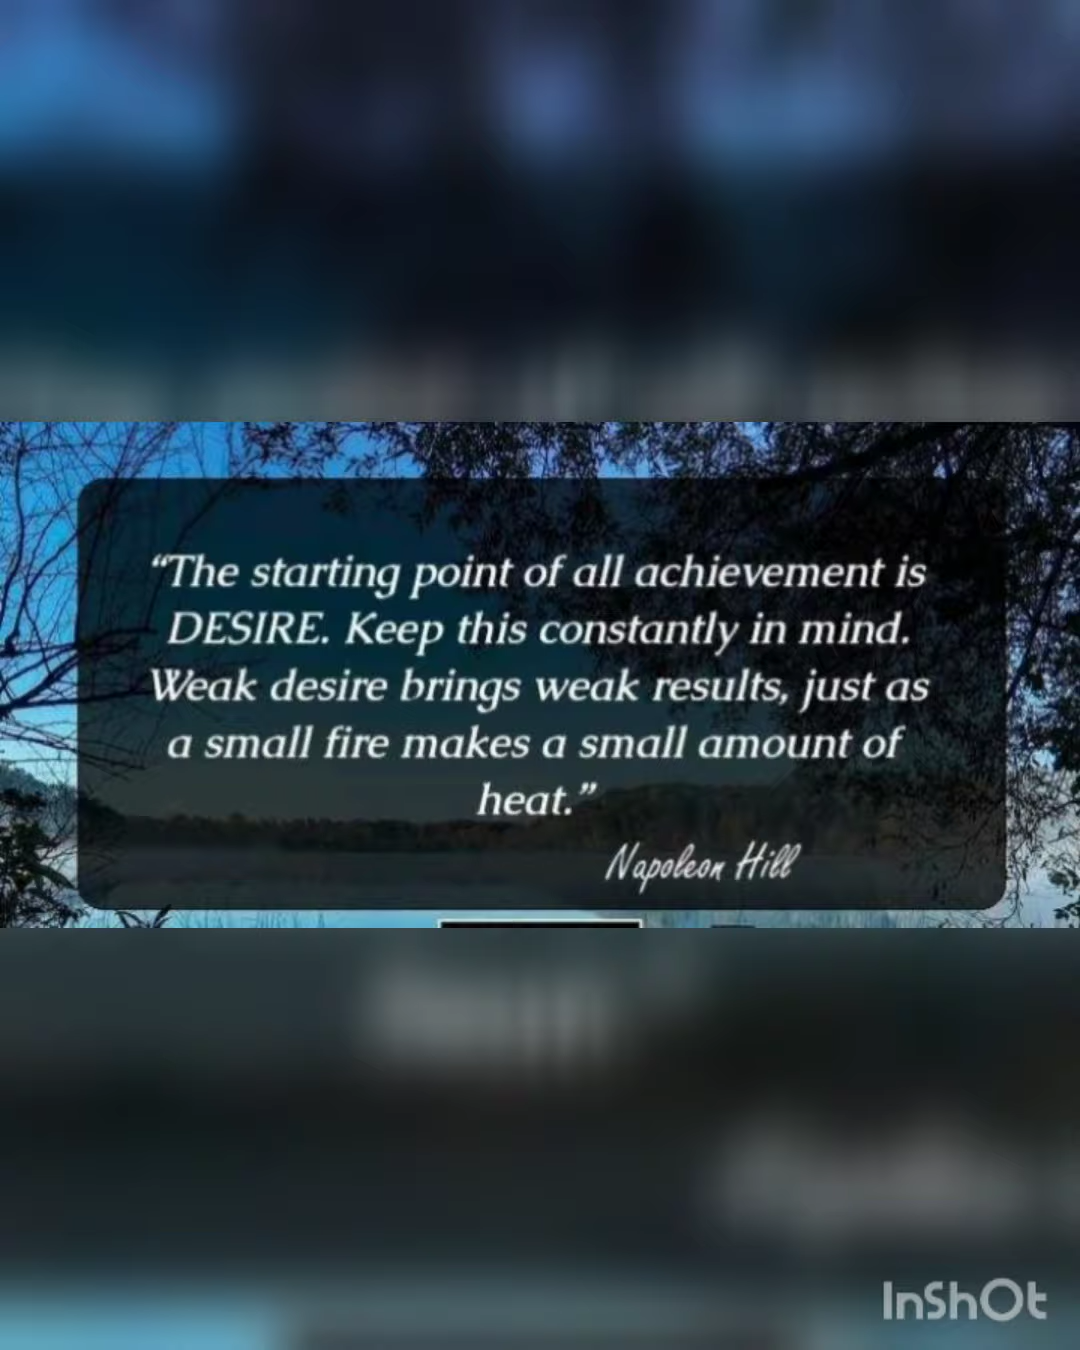 “The starting point of all achievement is
DESIRE. Keep this constantly in mind.
Weak desire brings weak results, just as
a small fire makes a small amount of
heat.”
Napoleon Hill
InShOt